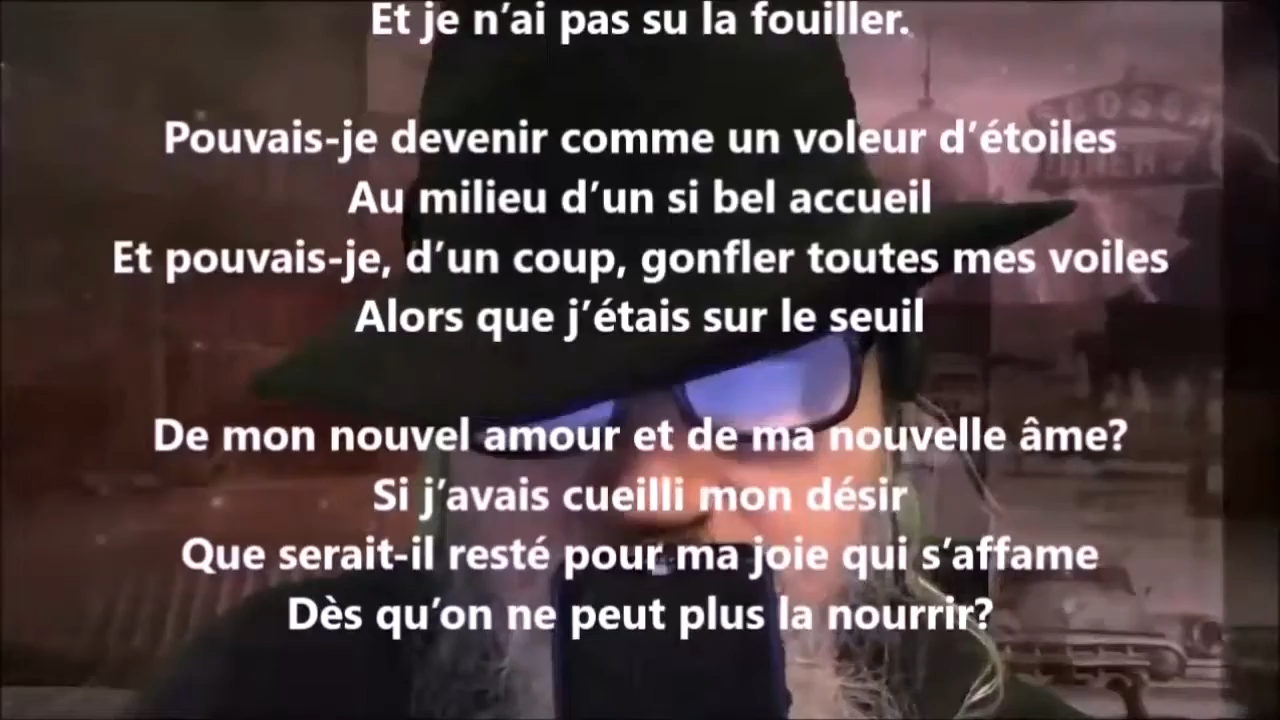 Et je n’ai pas su la fouiller.
Pouvais-je devenir comme un voleur d’étoiles
Au milieu d’un si bel accueil
Et pouvais-je, d’un coup, gonfler toutes mes voiles
Alors que j’étais sur le seuil
De mon nouvel amour et de ma nouvelle âme?
Si j’avais cueilli mon désir
Que serait-il resté pour ma joie qui s’affame
Dès qu’on ne peut plus la nourrir?